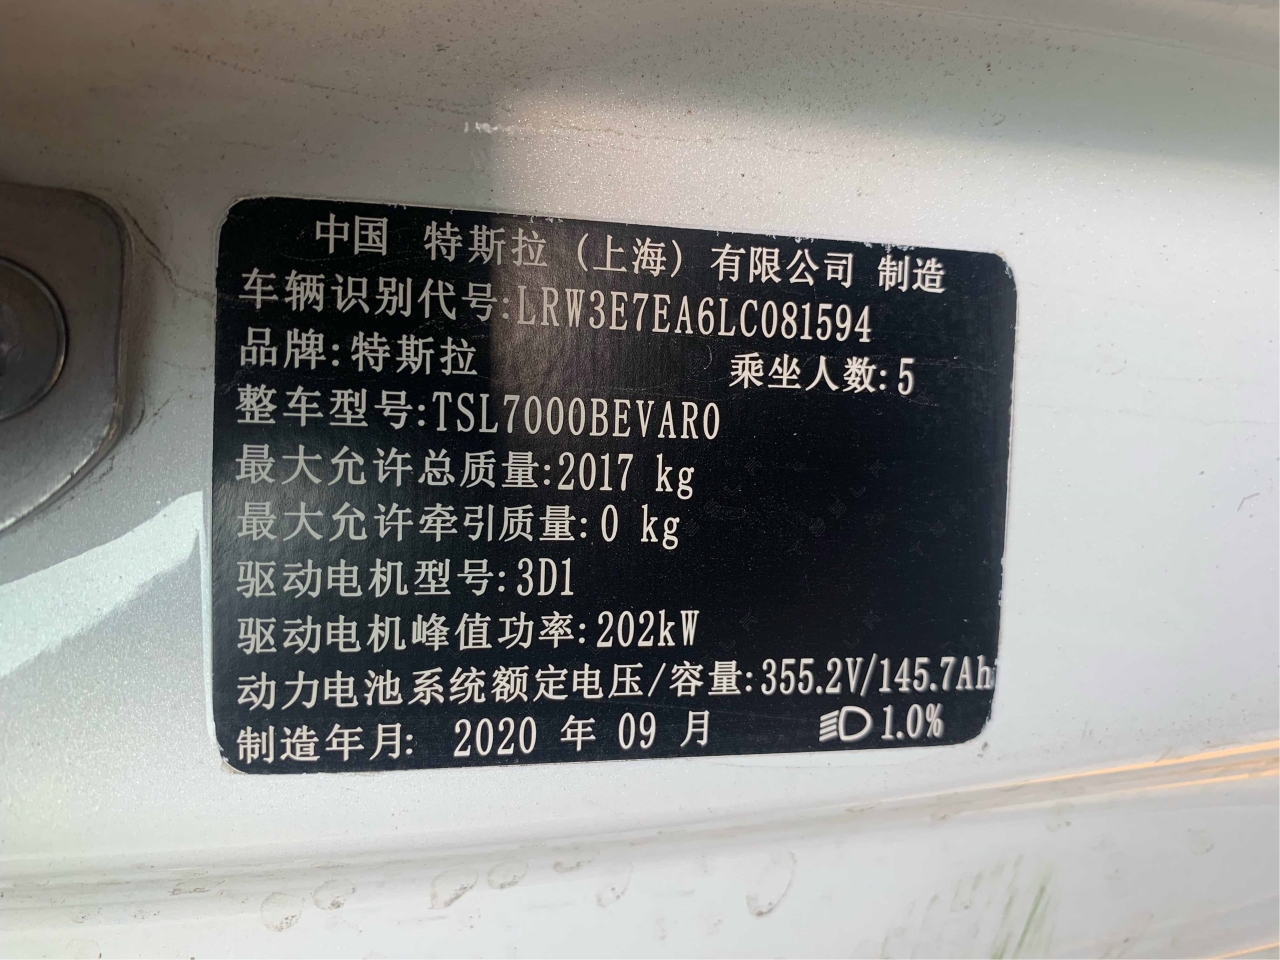 中国 特斯拉 (上海) 有限公司 制造
车辆识别代号:LRW3E7EA6LC081594
品牌:特斯拉 乘坐人数:5
整车型号:TSL7000BEVAR0
最大允许总质量:2017 kg
最大允许牵引质量:0 kg
驱动电机型号:3D1
驱动电机峰值功率:202kW
动力电池系统额定电压/容量:355.2V/145.7Ah
制造年月: 2020 年 09 月 1.0%